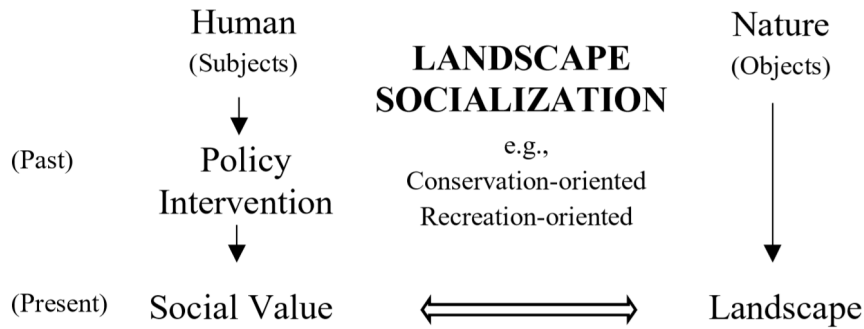 Human
(Subjects)
LANDSCAPE
SOCIALIZATION
Nature
(Objects)
(Past)
Policy
Intervention
e.g.,
Conservation-oriented
Recreation-oriented
(Present)
Social Value
Landscape